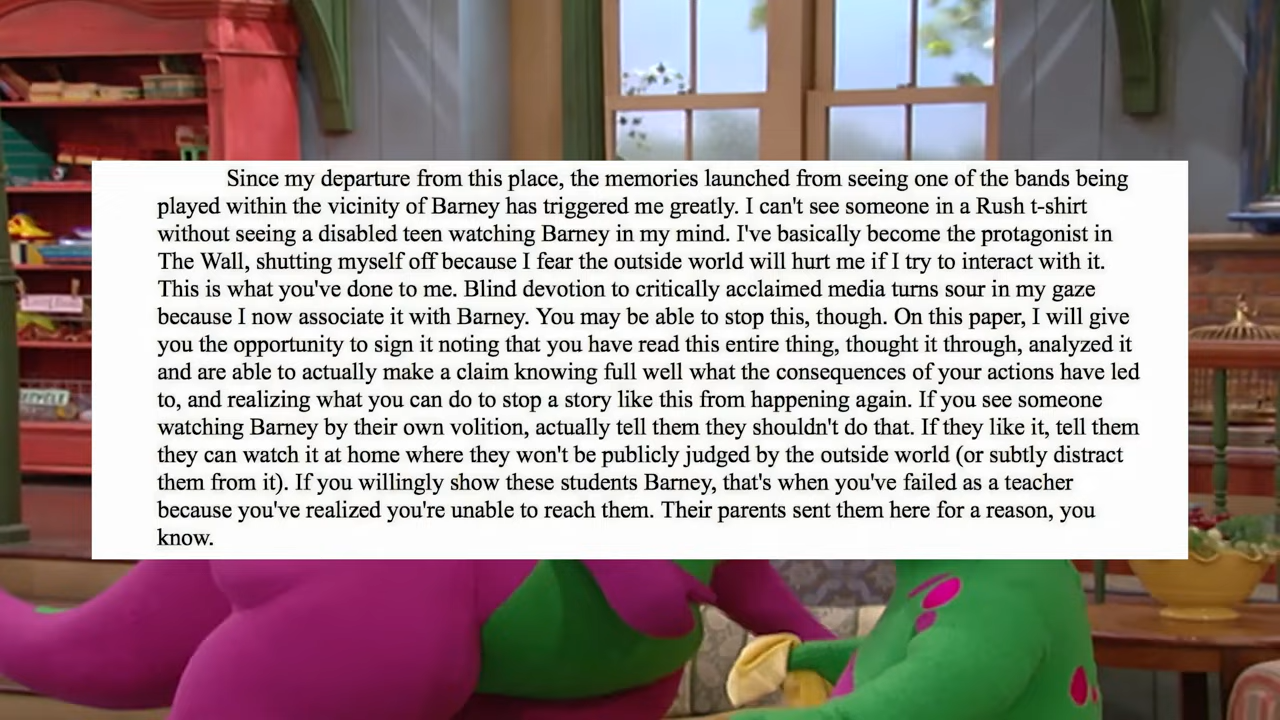 Since my departure from this place, the memories launched from seeing one of the bands being
played within the vicinity of Barney has triggered me greatly. I can't see someone in a Rush t-shirt
without seeing a disabled teen watching Barney in my mind. I've basically become the protagonist in
The Wall, shutting myself off because I fear the outside world will hurt me if I try to interact with it.
This is what you've done to me. Blind devotion to critically acclaimed media turns sour in my gaze
because I now associate it with Barney. You may be able to stop this, though. On this paper, I will give
you the opportunity to sign it noting that you have read this entire thing, thought it through, analyzed it
and are able to actually make a claim knowing full well what the consequences of your actions have led
to, and realizing what you can do to stop a story like this from happening again. If you see someone
watching Barney by their own volition, actually tell them they shouldn't do that. If they like it, tell them
they can watch it at home where they won't be publicly judged by the outside world (or subtly distract
them from it). If you willingly show these students Barney, that's when you've failed as a teacher
because you've realized you're unable to reach them. Their parents sent them here for a reason, you
know.